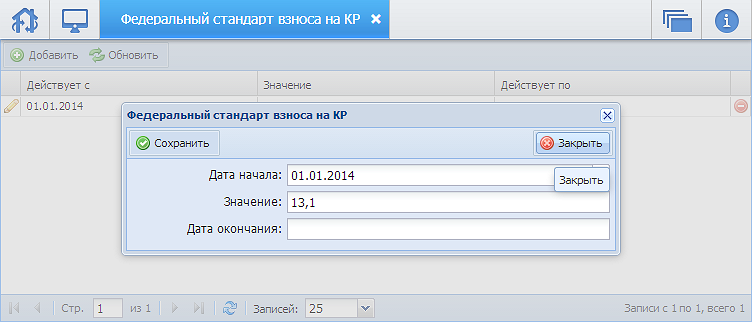 Федеральный стандарт взноса на КР
Добавить Обновить
Действует с Значение Действует по
01.01.2014
Федеральный стандарт взноса на КР
Сохранить Закрыть
Дата начала: 01.01.2014
Закрыть
Значение: 13,1
Дата окончания:
Стр. 1 из 1 Записей: 25 Записи с 1 по 1, всего 1